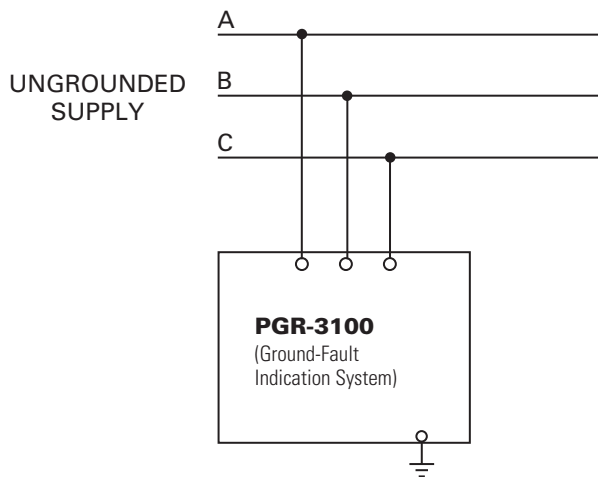 A
UNGROUNDED
SUPPLY
B
C
PGR-3100
(Ground-Fault
Indication System)